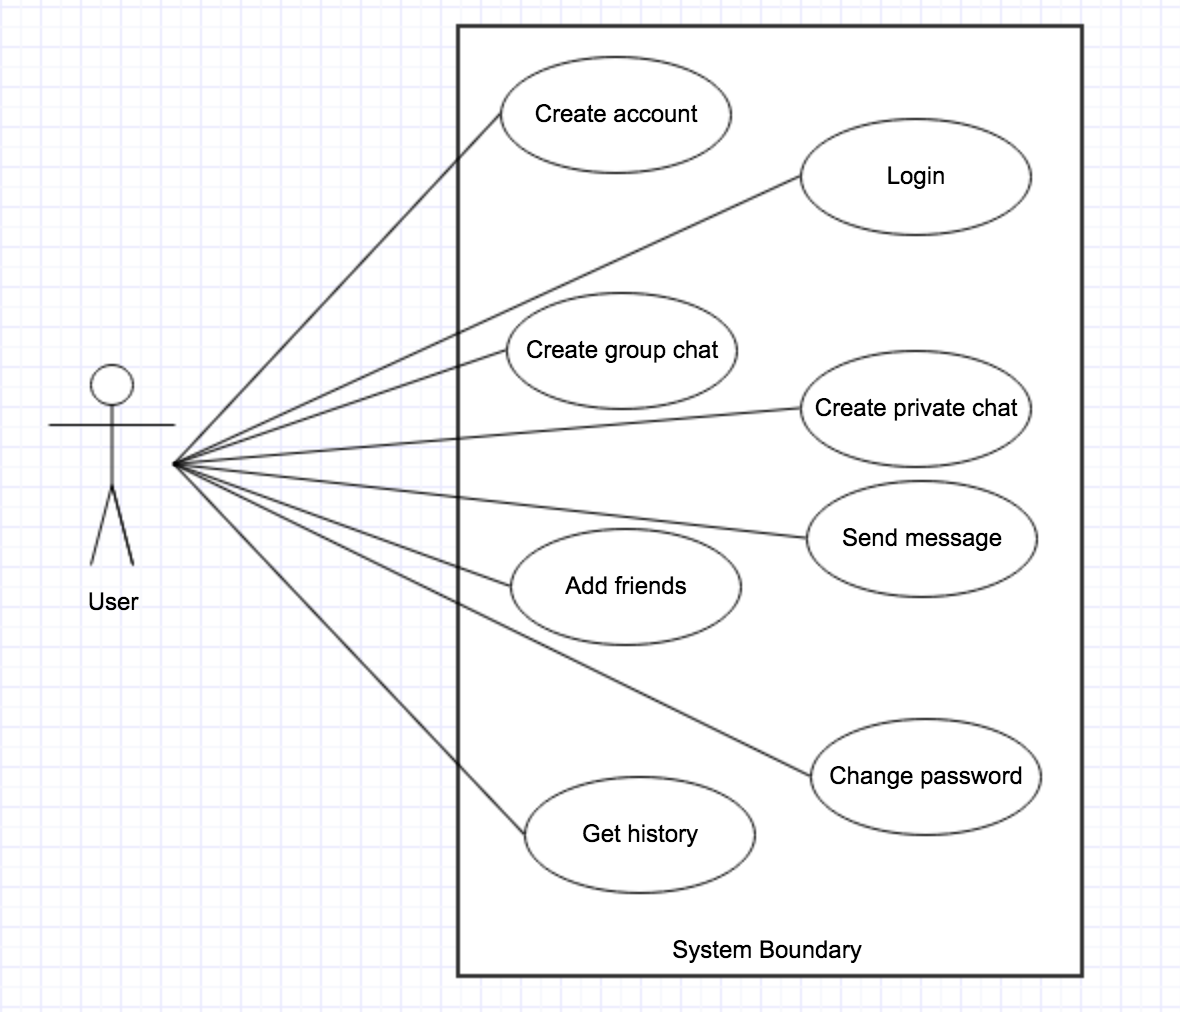 Create account
Login
Create group chat
Create private chat
Send message
Add friends
User
Change password
Get history
System Boundary